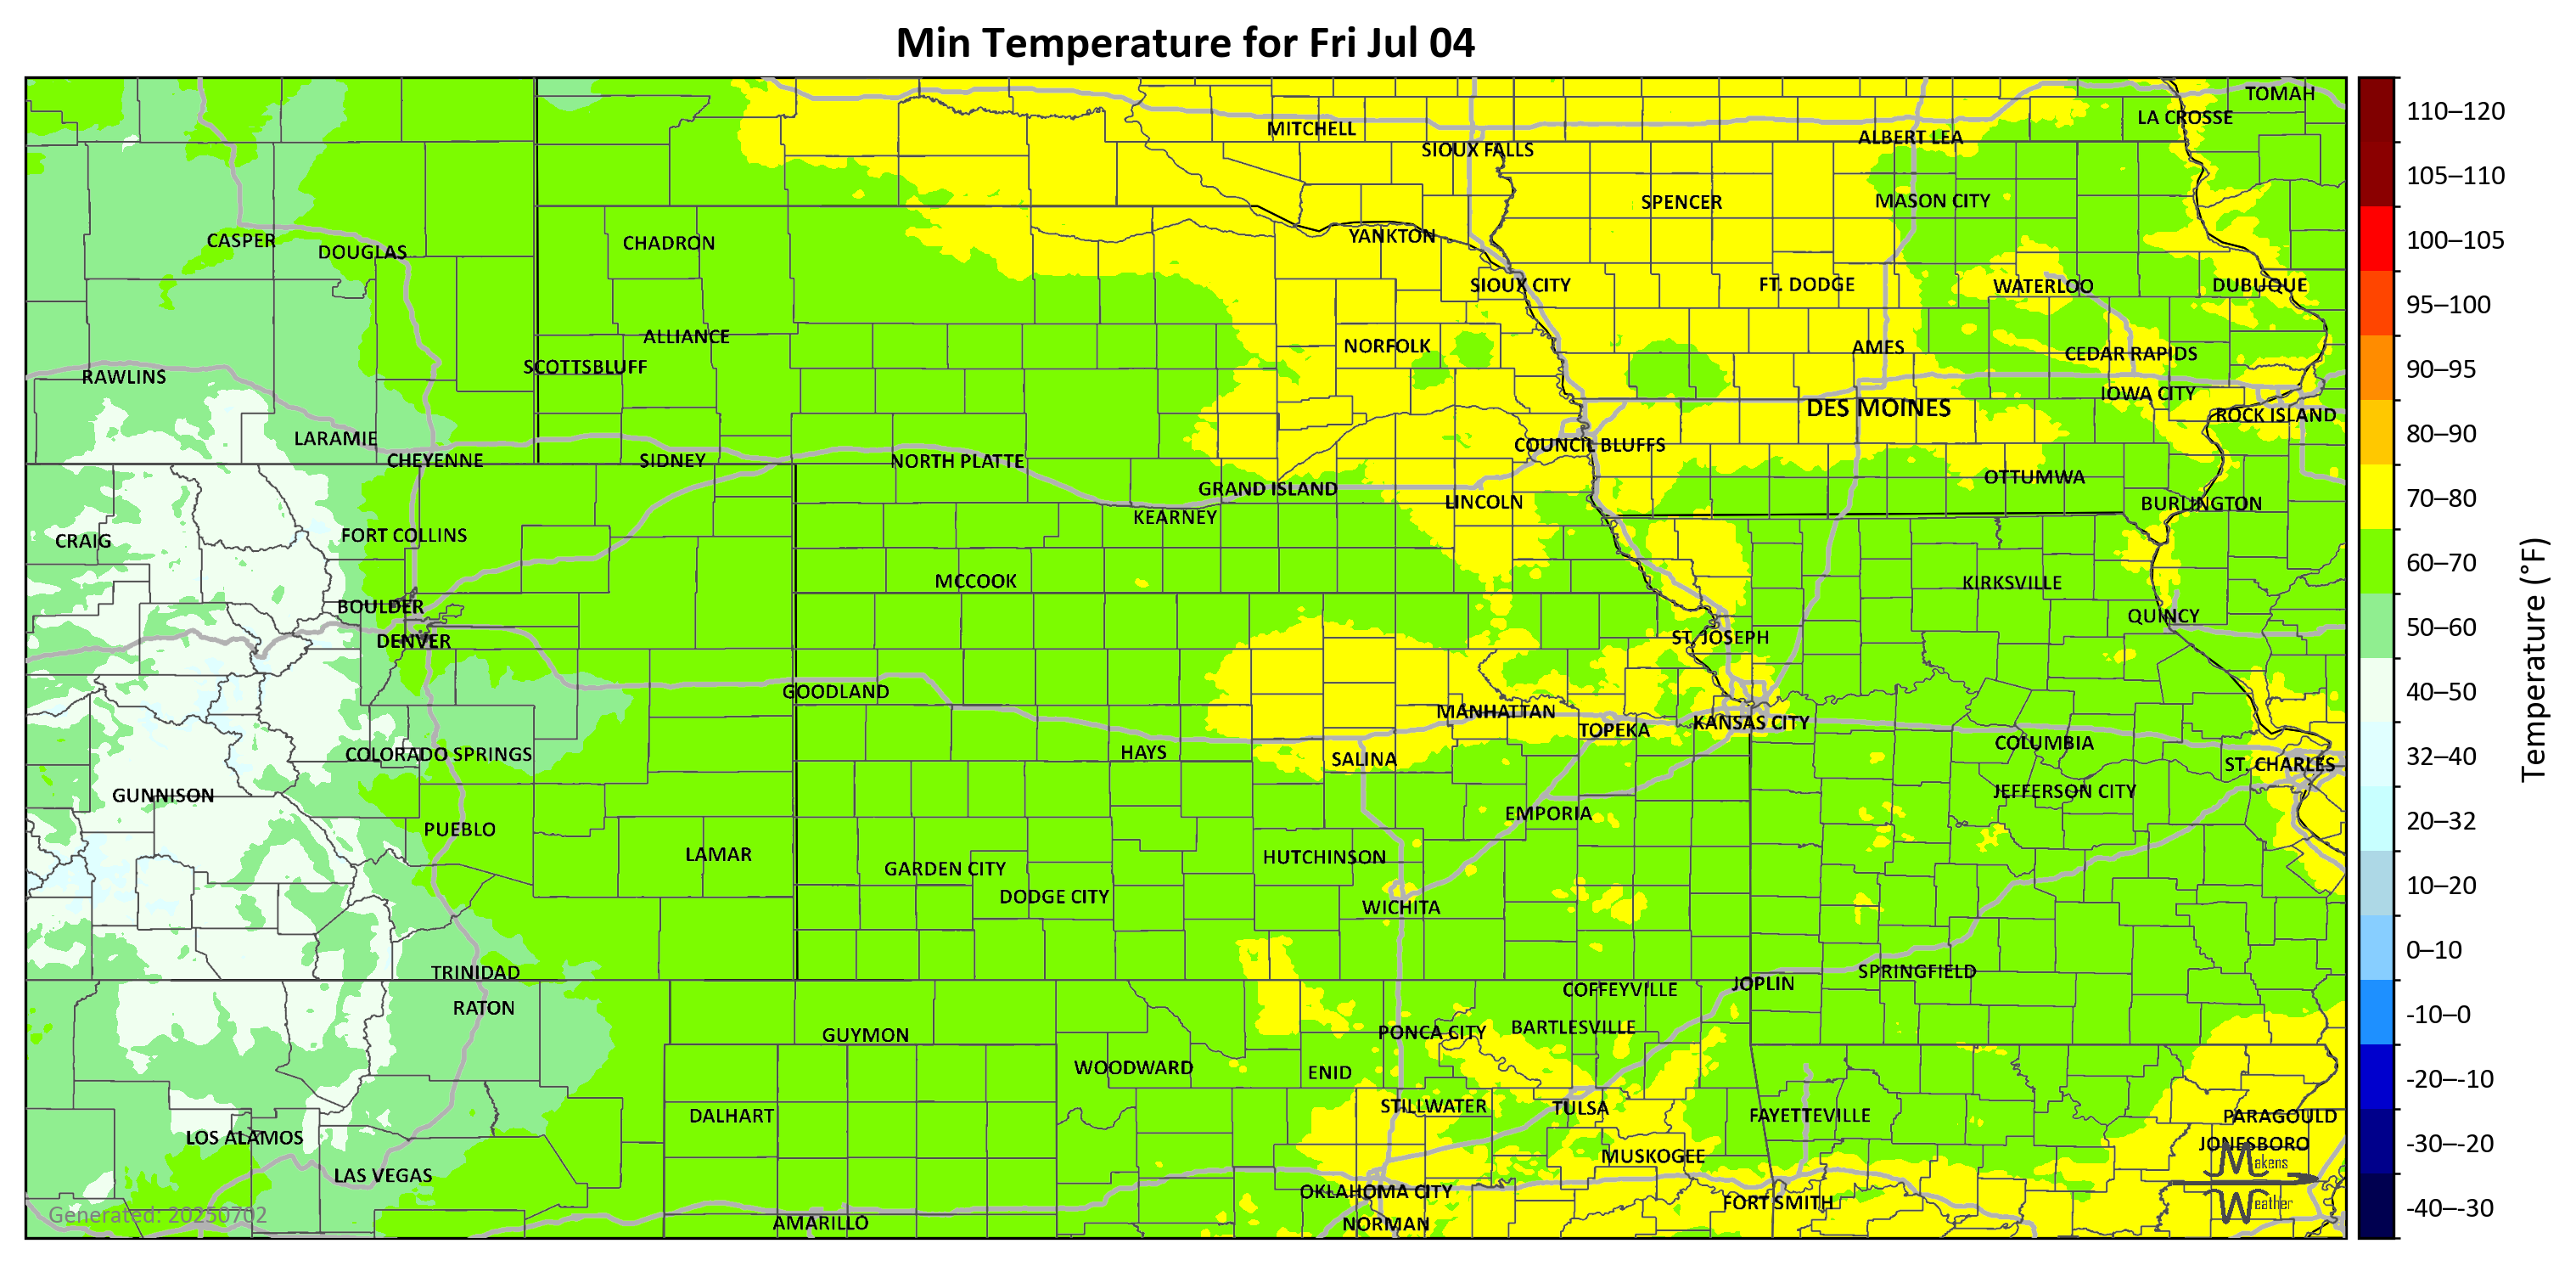 Min Temperature for Fri Jul 04
TOMAH
LA CROSSE
MITCHELL
ALBERT LEA
SIOUX FALLS
SPENCER
MASON CITY
CASPER
DOUGLAS
CHADRON
YANKTON
SIOUX CITY
FT. DODGE
WATERLOO
DUBUQUE
ALLIANCE
NORFOLK
AMES
CEDAR RAPIDS
SCOTTSBLUFF
RAWLINS
IOWA CITY
DES MOINES
ROCK ISLAND
LARAMIE
COUNCIL BLUFFS
CHEYENNE
SIDNEY
NORTH PLATTE
OTTUMWA
GRAND ISLAND
LINCOLN
BURLINGTON
KEARNEY
CRAIG
FORT COLLINS
MCCOOK
KIRKSVILLE
BOULDER
QUINCY
DENVER
ST. JOSEPH
GOODLAND
MANHATTAN
TOPEKA
KANSAS CITY
COLUMBIA
COLORADO SPRINGS
HAYS
SALINA
ST. CHARLES
GUNNISON
JEFFERSON CITY
EMPORIA
PUEBLO
LAMAR
HUTCHINSON
GARDEN CITY
DODGE CITY
WICHITA
TRINIDAD
SPRINGFIELD
JOPLIN
COFFEYVILLE
RATON
GUYMON
PONCA CITY
BARTLESVILLE
WOODWARD
ENID
DALHART
STILLWATER
TULSA
FAYETTEVILLE
PARAGOULD
LOS ALAMOS
JONESBORO
MUSKOGEE
LAS VEGAS
OKLAHOMA CITY
FORT SMITH
AMARILLO
NORMAN
Generated: 20250702
Makens
Weather
110–120
105–110
100–105
95–100
90–95
80–90
70–80
60–70
50–60
40–50
32–40
20–32
10–20
0–10
-10–0
-20–-10
-30–-20
-40–-30
Temperature (°F)